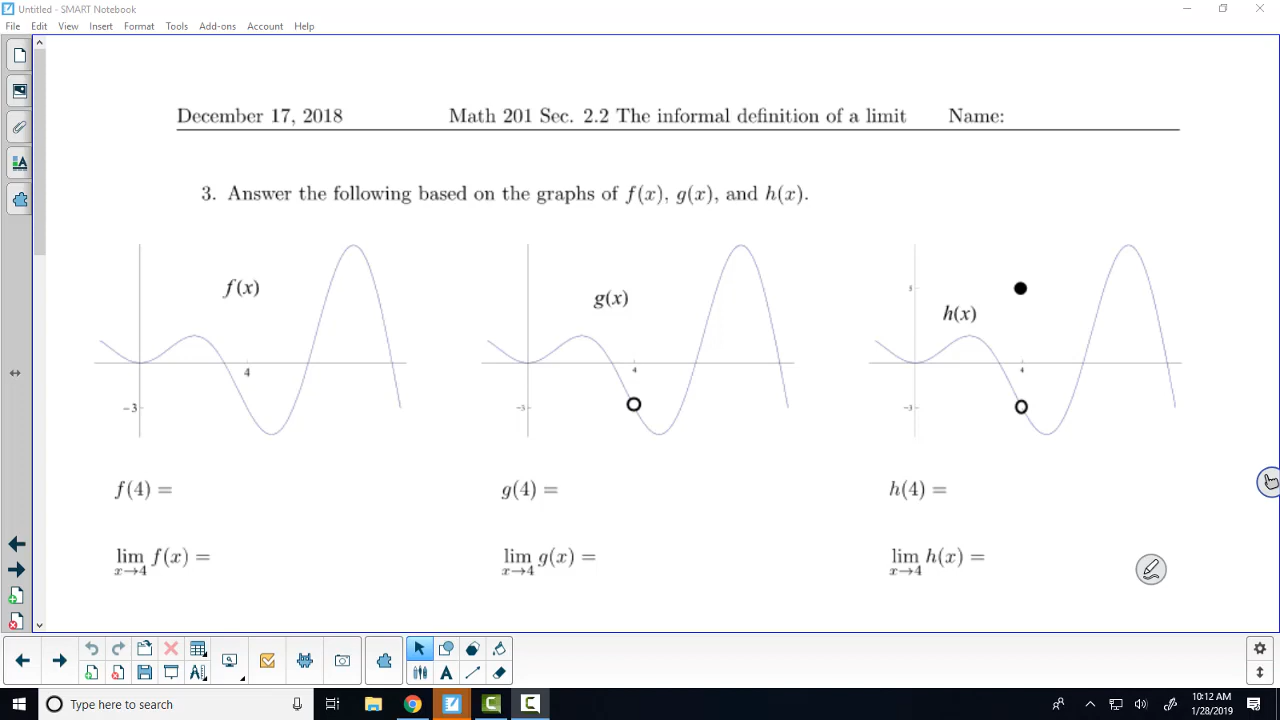 Untitled - SMART Notebook
File Edit View Insert Format Tools Add-ons Account Help
December 17, 2018 Math 201 Sec. 2.2 The informal definition of a limit Name:
3. Answer the following based on the graphs of f(x), g(x), and h(x).
f(x)
4
-3
g(x)
4
-3
h(x)
4
-3
f(4) = g(4) = h(4) =
lim x→4 f(x) = lim x→4 g(x) = lim x→4 h(x) =
Type here to search
10:12 AM
1/28/2019